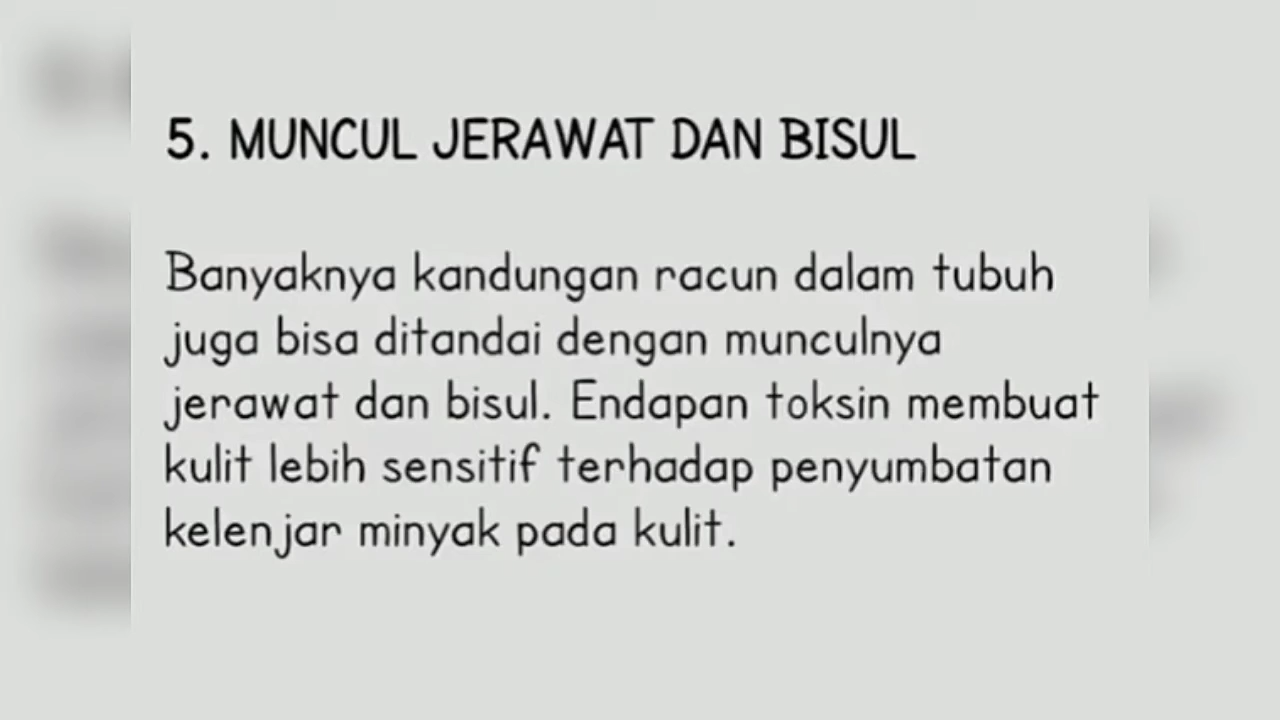 5. MUNCUL JERAWAT DAN BISUL
Banyaknya kandungan racun dalam tubuh
juga bisa ditandai dengan munculnya
jerawat dan bisul. Endapan toksin membuat
kulit lebih sensitif terhadap penyumbatan
kelenjar minyak pada kulit.